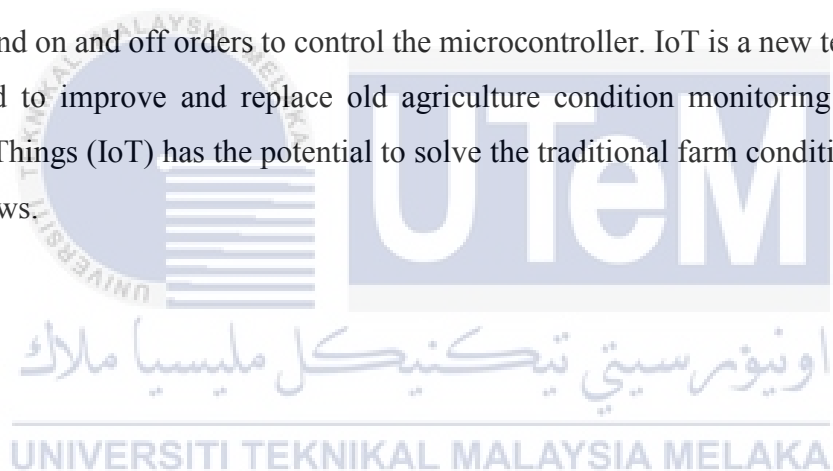 nd on and off orders to control the microcontroller. IoT is a new te
d to improve and replace old agriculture condition monitoring
Things (IoT) has the potential to solve the traditional farm conditi
ws.
UTeM
اونيۏرسيتي تيكنيكل مليسيا ملاك
UNIVERSITI TEKNIKAL MALAYSIA MELAKA